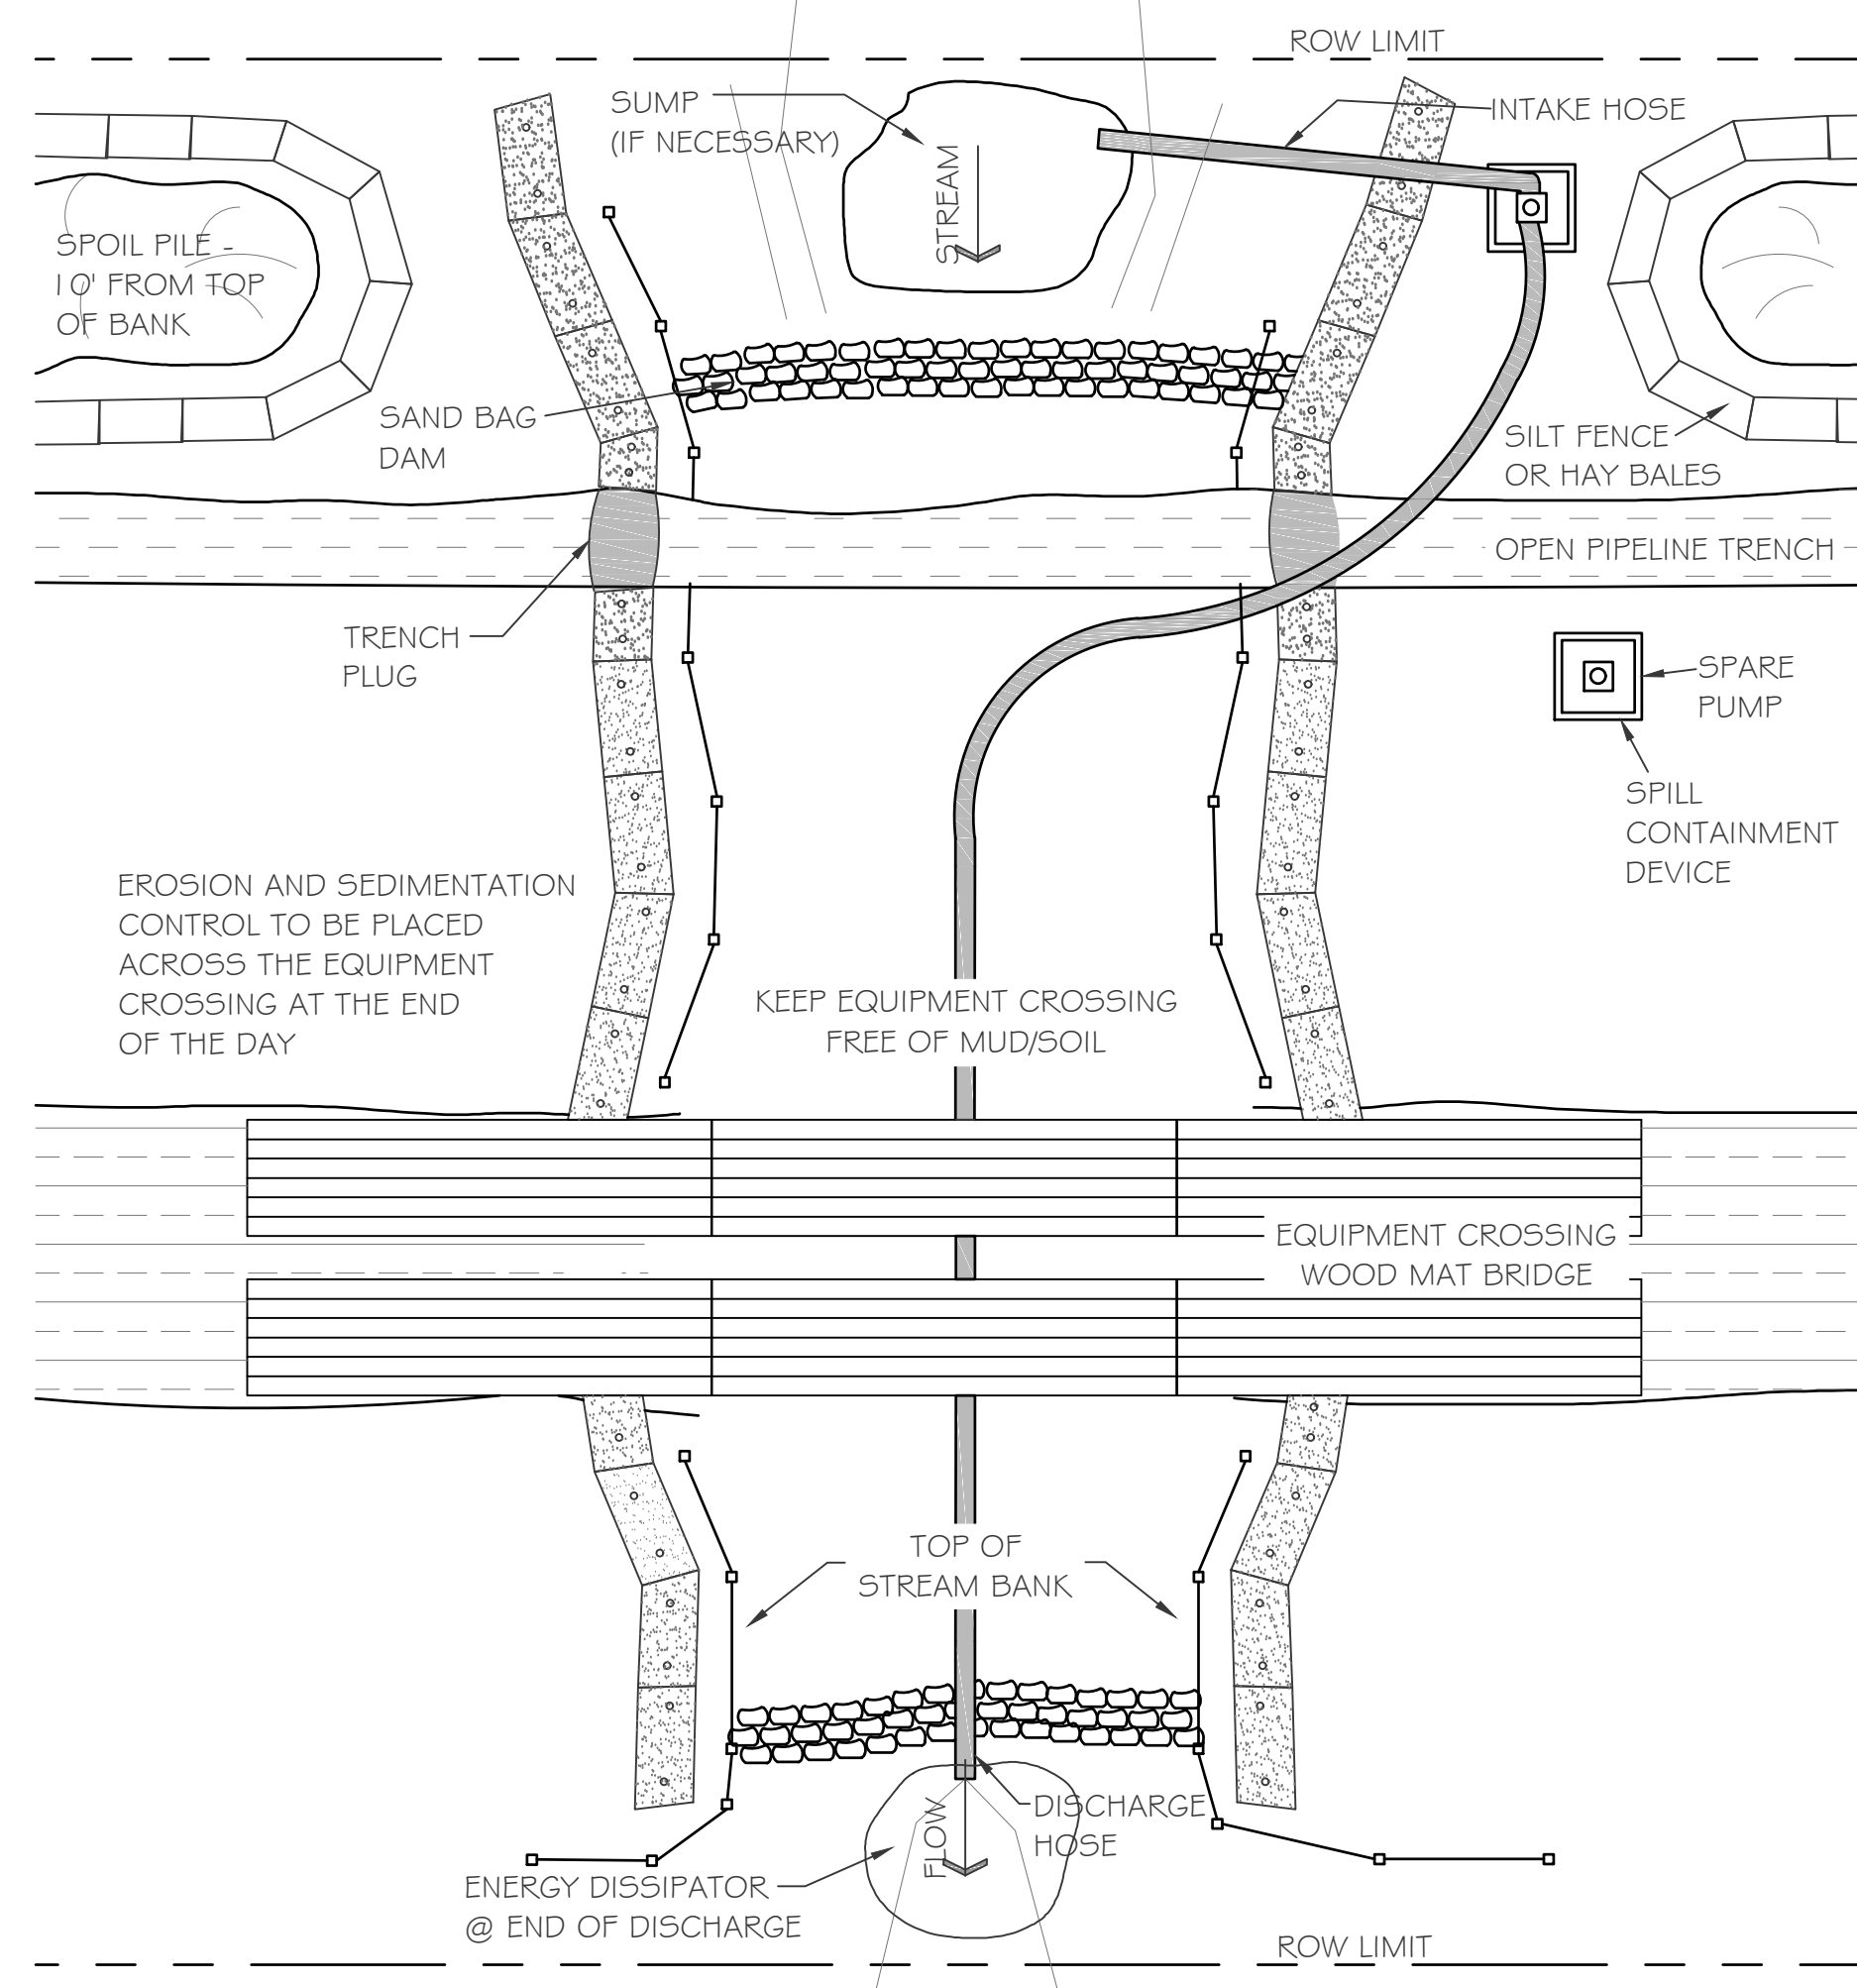 ROW LIMIT
SUMP
(IF NECESSARY)
STREAM
INTAKE HOSE
SPOIL PILE -
10' FROM TOP
OF BANK
SAND BAG
DAM
SILT FENCE
OR HAY BALES
OPEN PIPELINE TRENCH
TRENCH
PLUG
SPARE
PUMP
SPILL
CONTAINMENT
DEVICE
EROSION AND SEDIMENTATION
CONTROL TO BE PLACED
ACROSS THE EQUIPMENT
CROSSING AT THE END
OF THE DAY
KEEP EQUIPMENT CROSSING
FREE OF MUD/SOIL
EQUIPMENT CROSSING
WOOD MAT BRIDGE
TOP OF
STREAM BANK
DISCHARGE
HOSE
FLOW
ENERGY DISSIPATOR
@ END OF DISCHARGE
ROW LIMIT